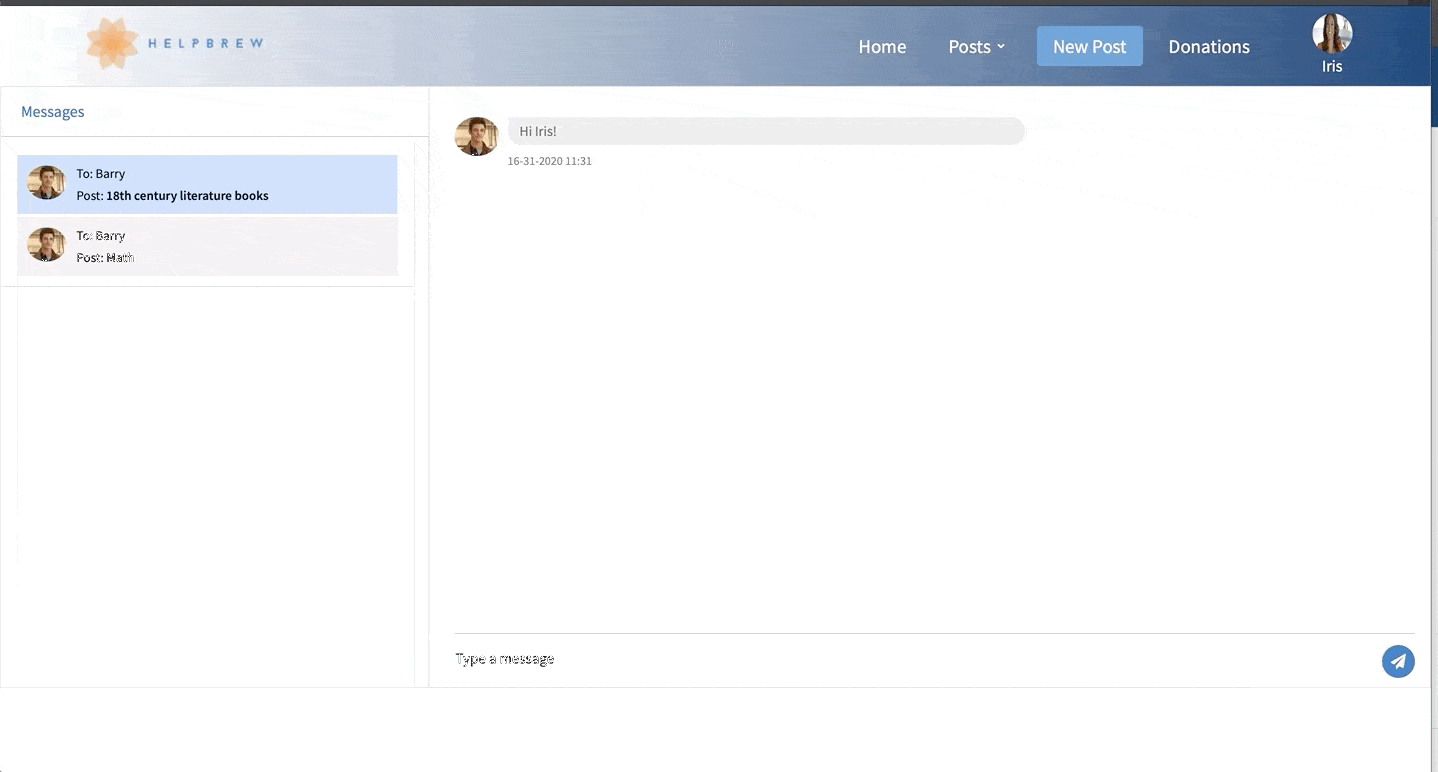 HELPBREW
Home
Posts
New Post
Donations
Iris
Messages
To: Barry
Post: 18th century literature books
To: Barry
Post: Math
Hi Iris!
16-31-2020 11:31
Type a message